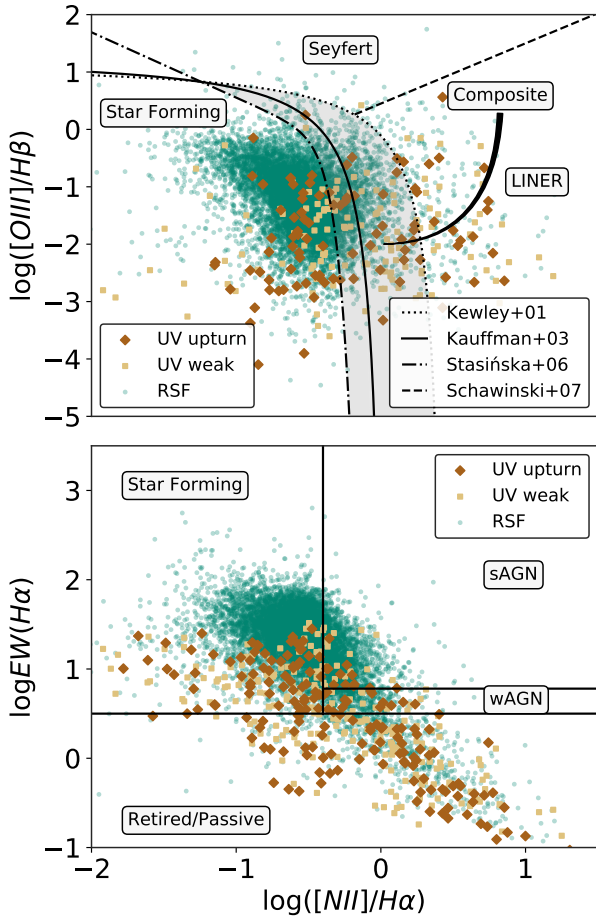 2
1
0
−1
−2
−3
−4
−5
log([OIII]/Hβ)
Seyfert
Star Forming
Composite
LINER
UV upturn
UV weak
RSF
Kewley+01
Kauffman+03
Stasińska+06
Schawinski+07
3
2
1
0
−1
logEW(Hα)
Star Forming
UV upturn
UV weak
RSF
sAGN
wAGN
Retired/Passive
−2
−1
0
1
log([NII]/Hα)